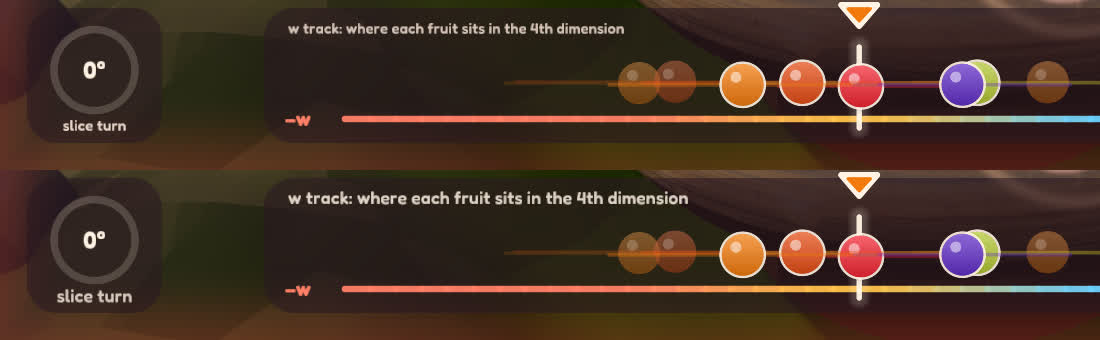 w track: where each fruit sits in the 4th dimension
0°
slice turn
–w
w track: where each fruit sits in the 4th dimension
0°
slice turn
–w